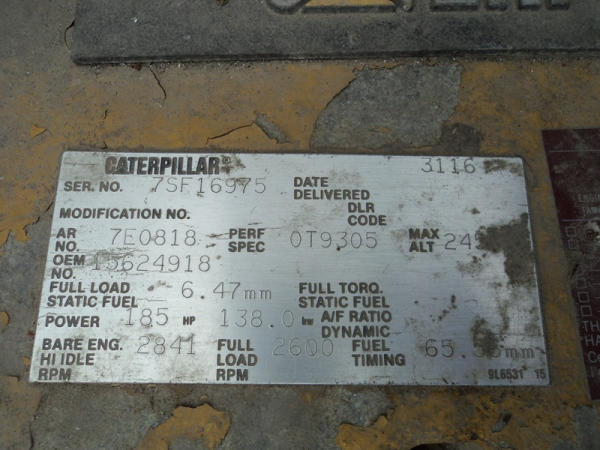 CATERPILLAR® 3116
SER. NO. 7SF16975 DATE DELIVERED
MODIFICATION NO. DLR CODE
AR NO. 7E0818 PERF SPEC 0T9305 MAX ALT
OEM NO. 15624918
FULL LOAD STATIC FUEL 6.47mm FULL TORQ. STATIC FUEL
POWER 185 HP 138.0 kw A/F RATIO DYNAMIC
BARE ENG. HI IDLE RPM 2841 FULL LOAD RPM 2600 FUEL TIMING
9L6531 15